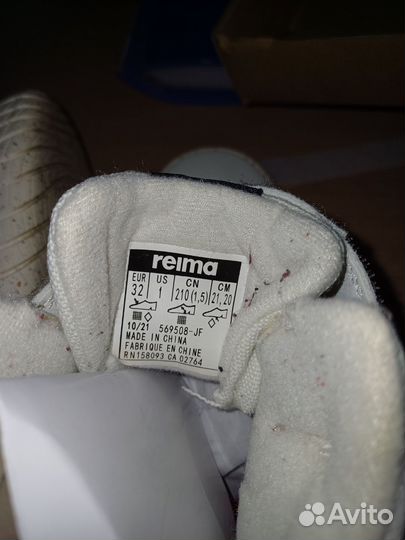 reima
EUR US CN CM
32 1 210(1,5) 21,20
10/21 569508-JF
MADE IN CHINA
FABRIQUE EN CHINE
RN158093 CA 02764
Avito